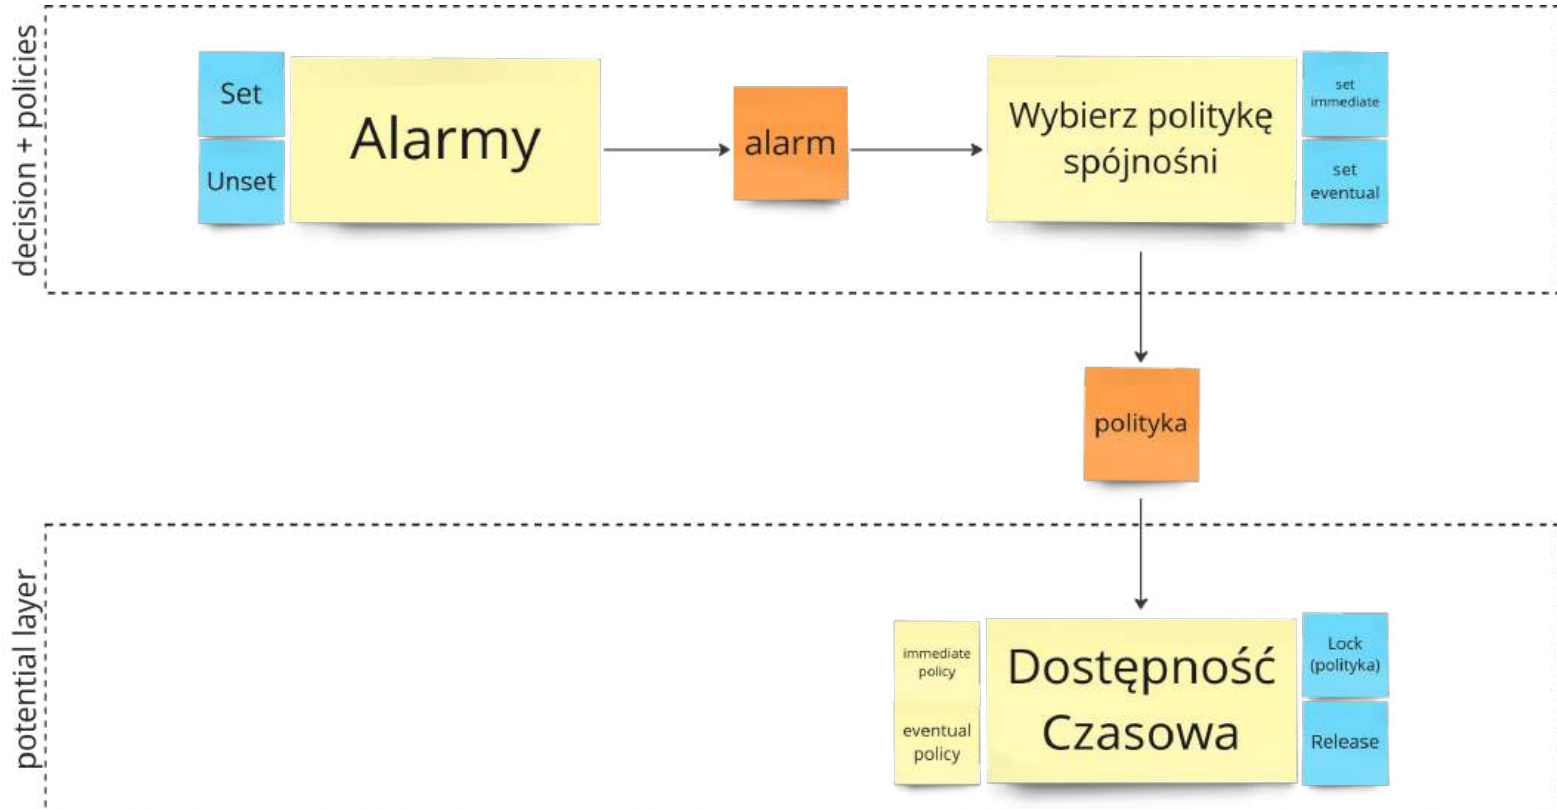 decision + policies
Set
Unset
Alarmy
alarm
Wybierz politykę
spójnośni
set
immediate
set
eventual
polityka
potential layer
immediate
policy
eventual
policy
Dostępność
Czasowa
Lock
(polityka)
Release